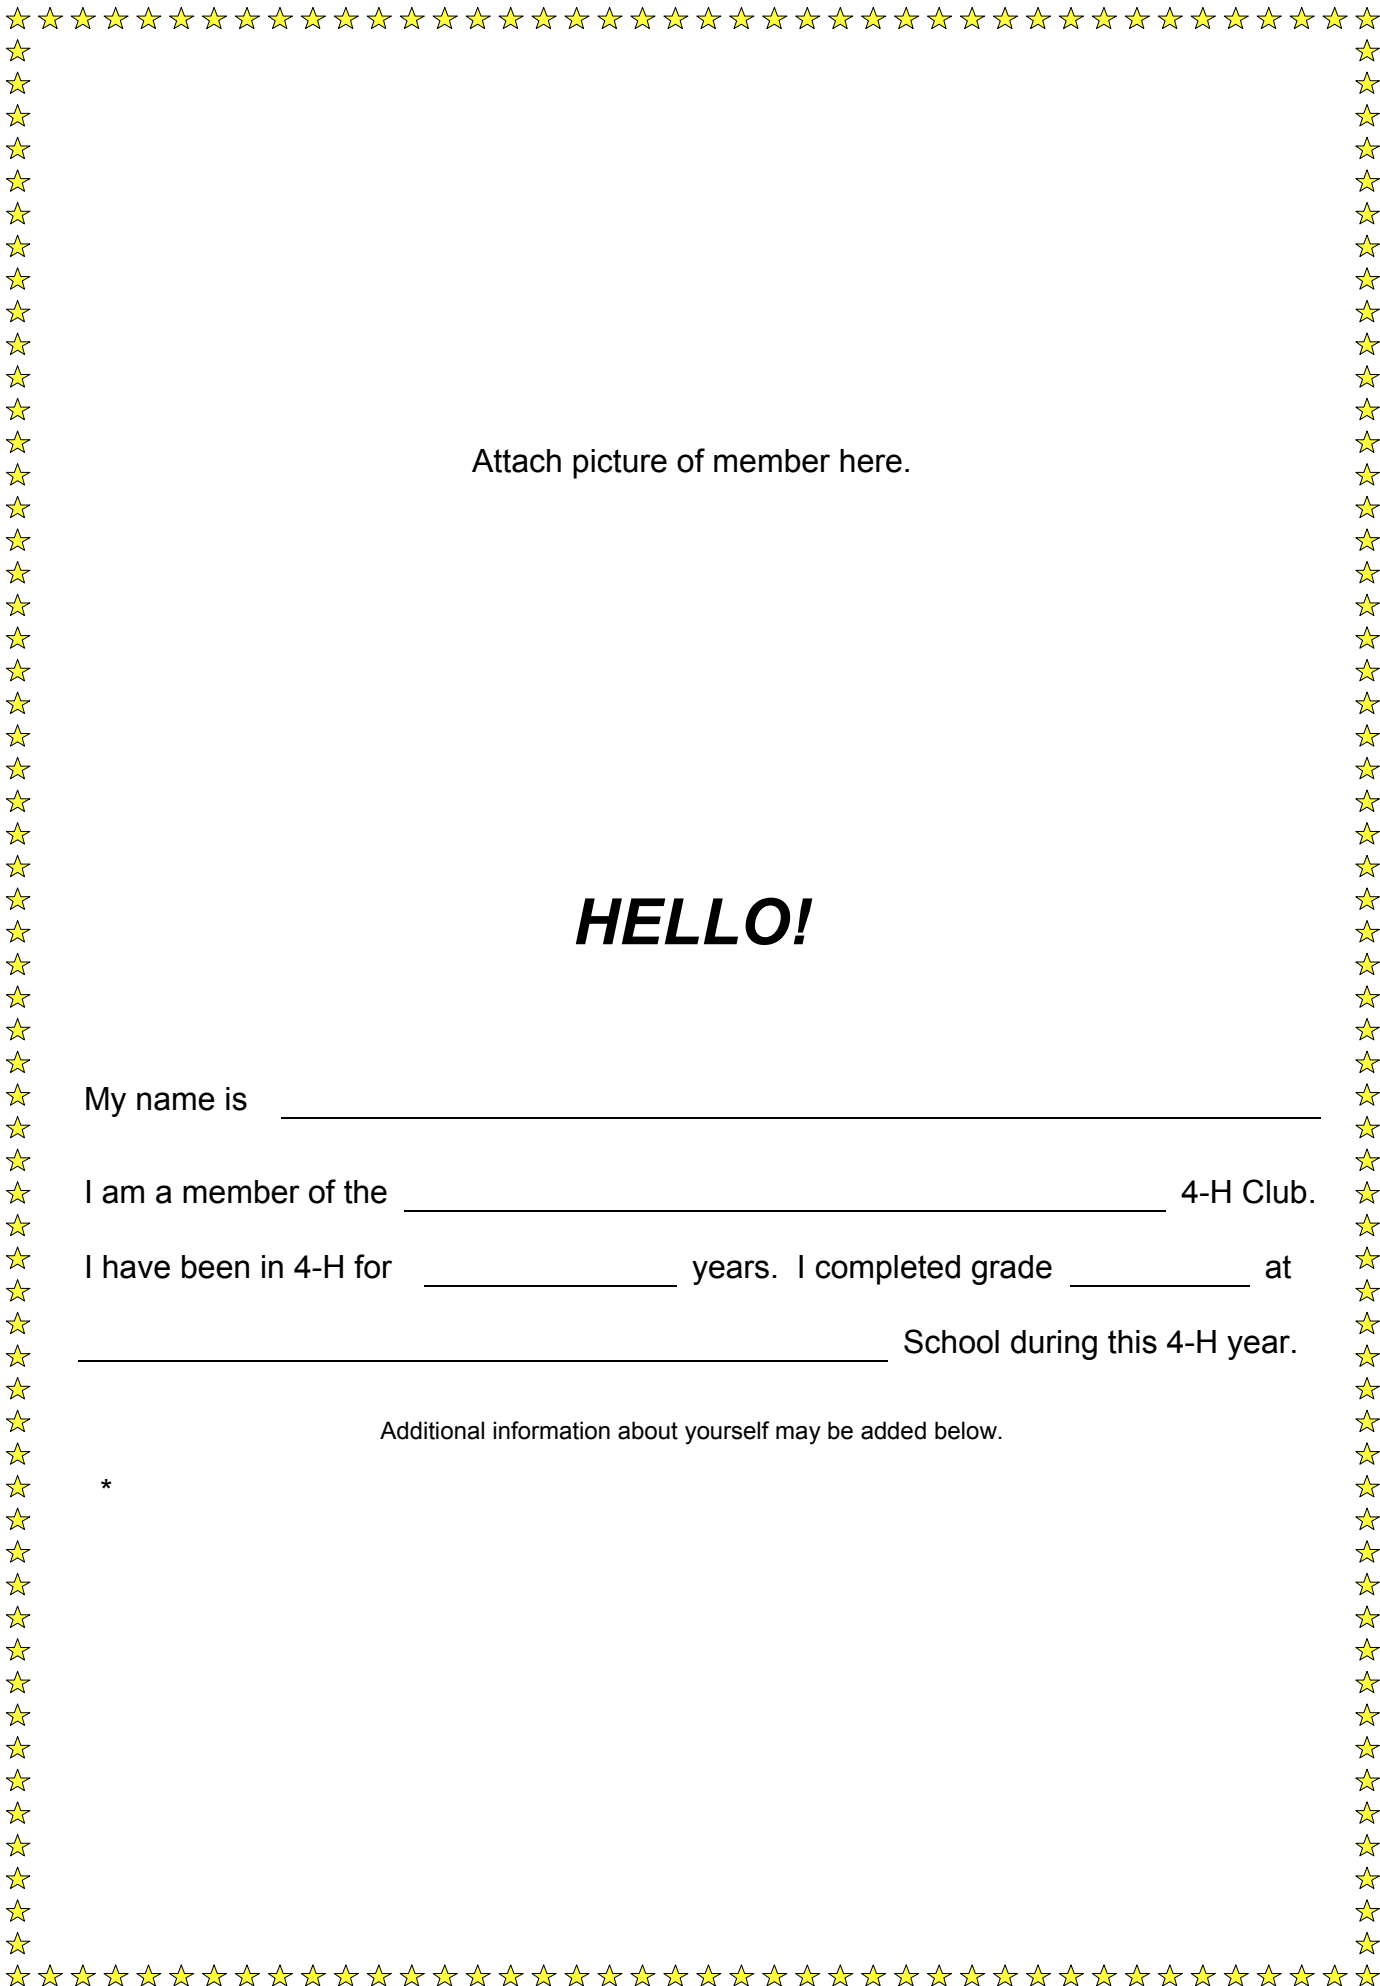 Attach picture of member here.
HELLO!
My name is
I am a member of the 4-H Club.
I have been in 4-H for years. I completed grade at
School during this 4-H year.
Additional information about yourself may be added below.
*